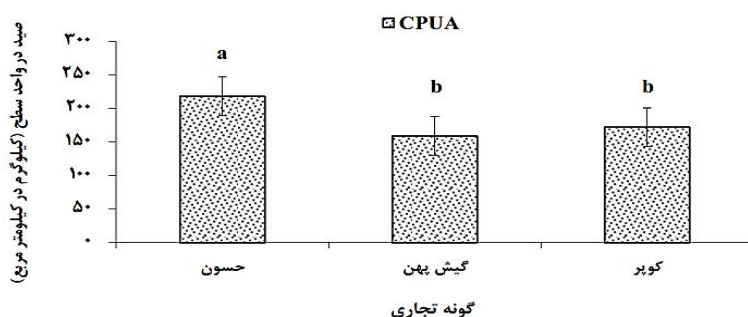 CPUA
صید در واحد سطح (کیلوگرم در کیلومتر مربع)
۳۰۰
۲۵۰
۲۰۰
۱۵۰
۱۰۰
۵۰
۰
a
b
b
حسون
گیش پهن
کوپر
گونه تجاری